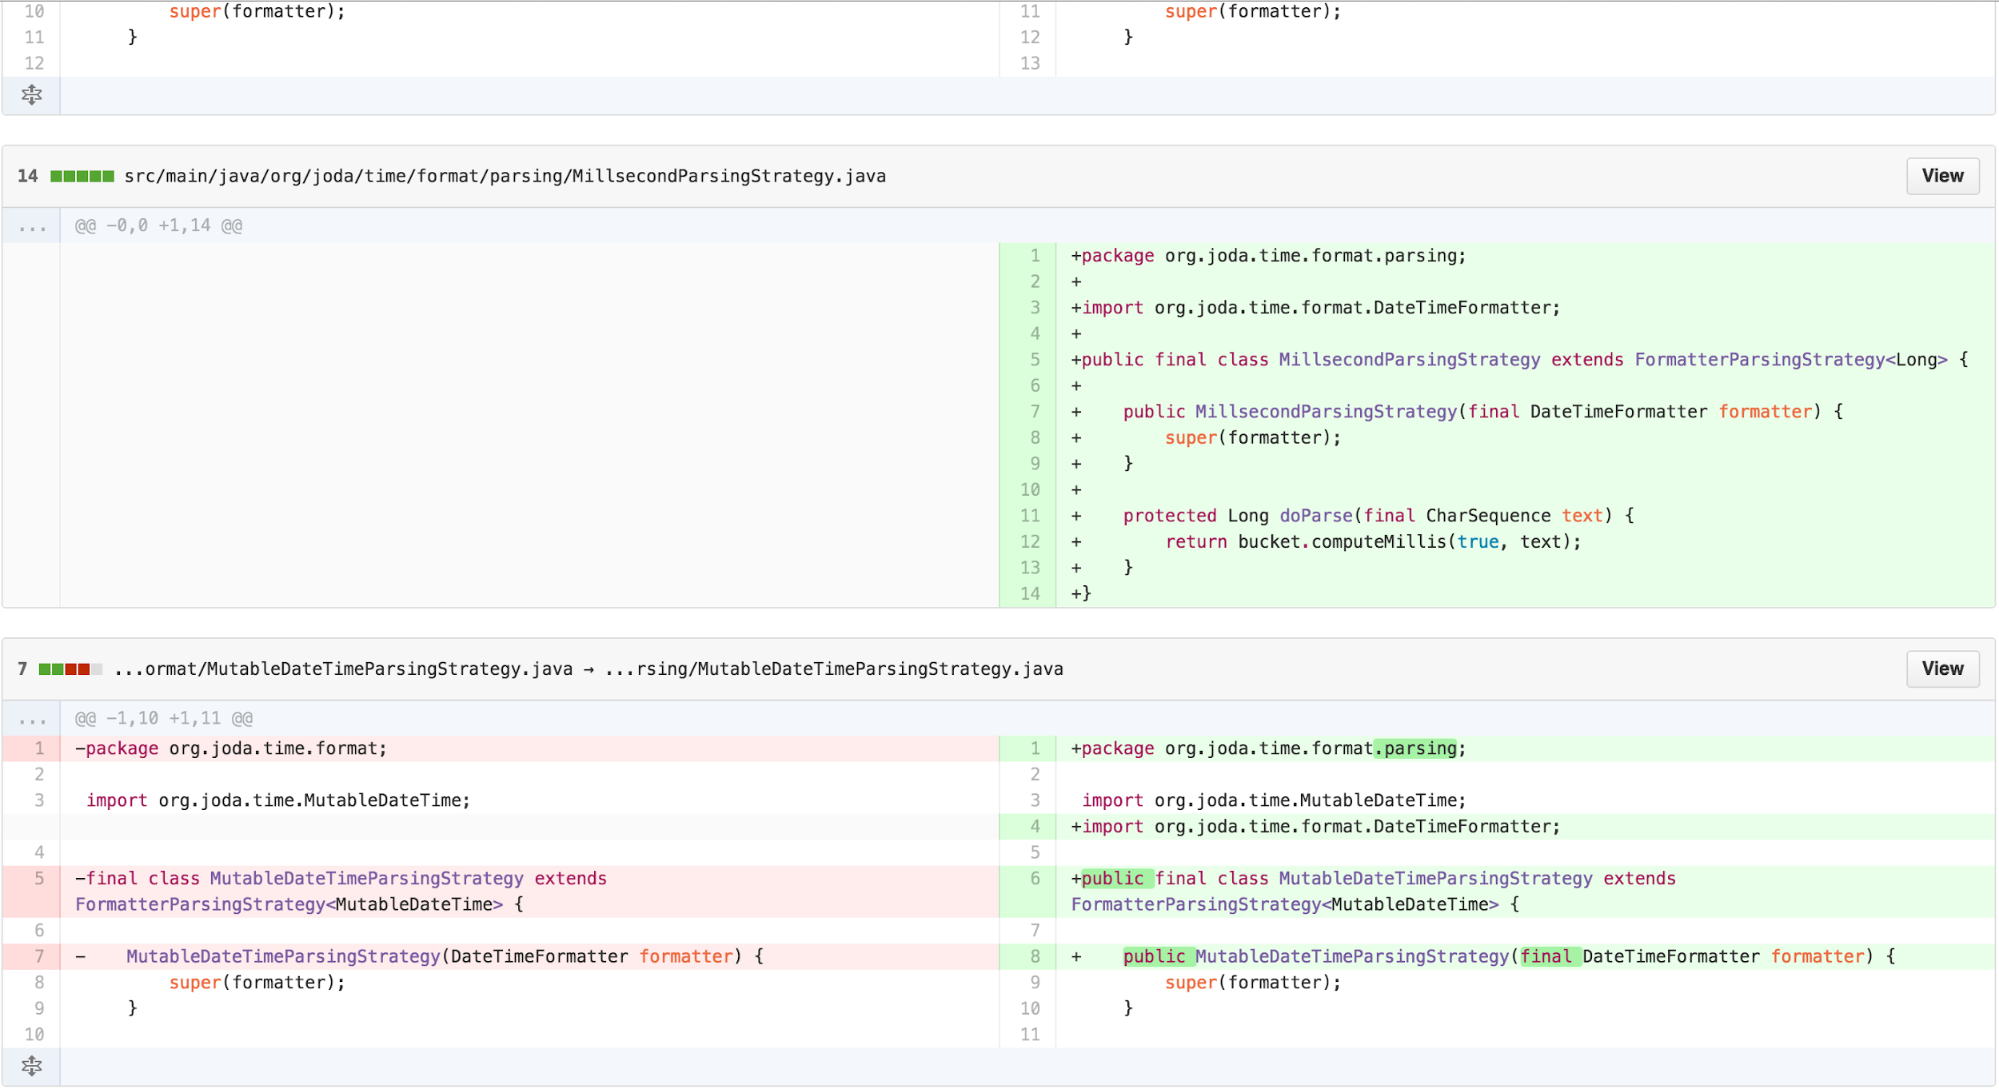 10 super(formatter); 11 super(formatter);
11 } 12 }
12 13
14 src/main/java/org/joda/time/format/parsing/MillsecondParsingStrategy.java View
... @@ -0,0 +1,14 @@
1 +package org.joda.time.format.parsing;
2 +
3 +import org.joda.time.format.DateTimeFormatter;
4 +
5 +public final class MillsecondParsingStrategy extends FormatterParsingStrategy<Long> {
6 +
7 + public MillsecondParsingStrategy(final DateTimeFormatter formatter) {
8 + super(formatter);
9 + }
10 +
11 + protected Long doParse(final CharSequence text) {
12 + return bucket.computeMillis(true, text);
13 + }
14 +}
7 ...ormat/MutableDateTimeParsingStrategy.java → ...rsing/MutableDateTimeParsingStrategy.java View
... @@ -1,10 +1,11 @@
1 -package org.joda.time.format; 1 +package org.joda.time.format.parsing;
2 2
3 import org.joda.time.MutableDateTime; 3 import org.joda.time.MutableDateTime;
4 +import org.joda.time.format.DateTimeFormatter;
4 5
5 -final class MutableDateTimeParsingStrategy extends 6 +public final class MutableDateTimeParsingStrategy extends
FormatterParsingStrategy<MutableDateTime> { FormatterParsingStrategy<MutableDateTime> {
6 7
7 - MutableDateTimeParsingStrategy(DateTimeFormatter formatter) { 8 + public MutableDateTimeParsingStrategy(final DateTimeFormatter formatter) {
8 super(formatter); 9 super(formatter);
9 } 10 }
10 11